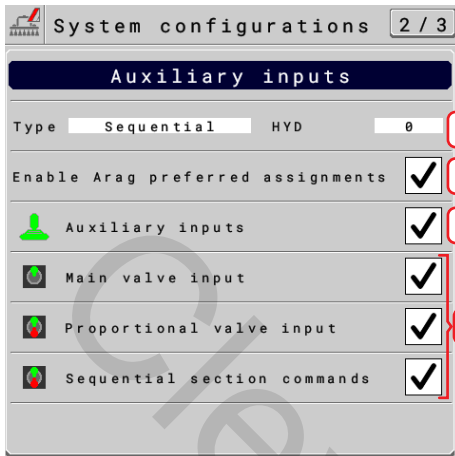 System configurations 2/3
Auxiliary inputs
Type Sequential HYD 0
Enable Arag preferred assignments
Auxiliary inputs
Main valve input
Proportional valve input
Sequential section commands